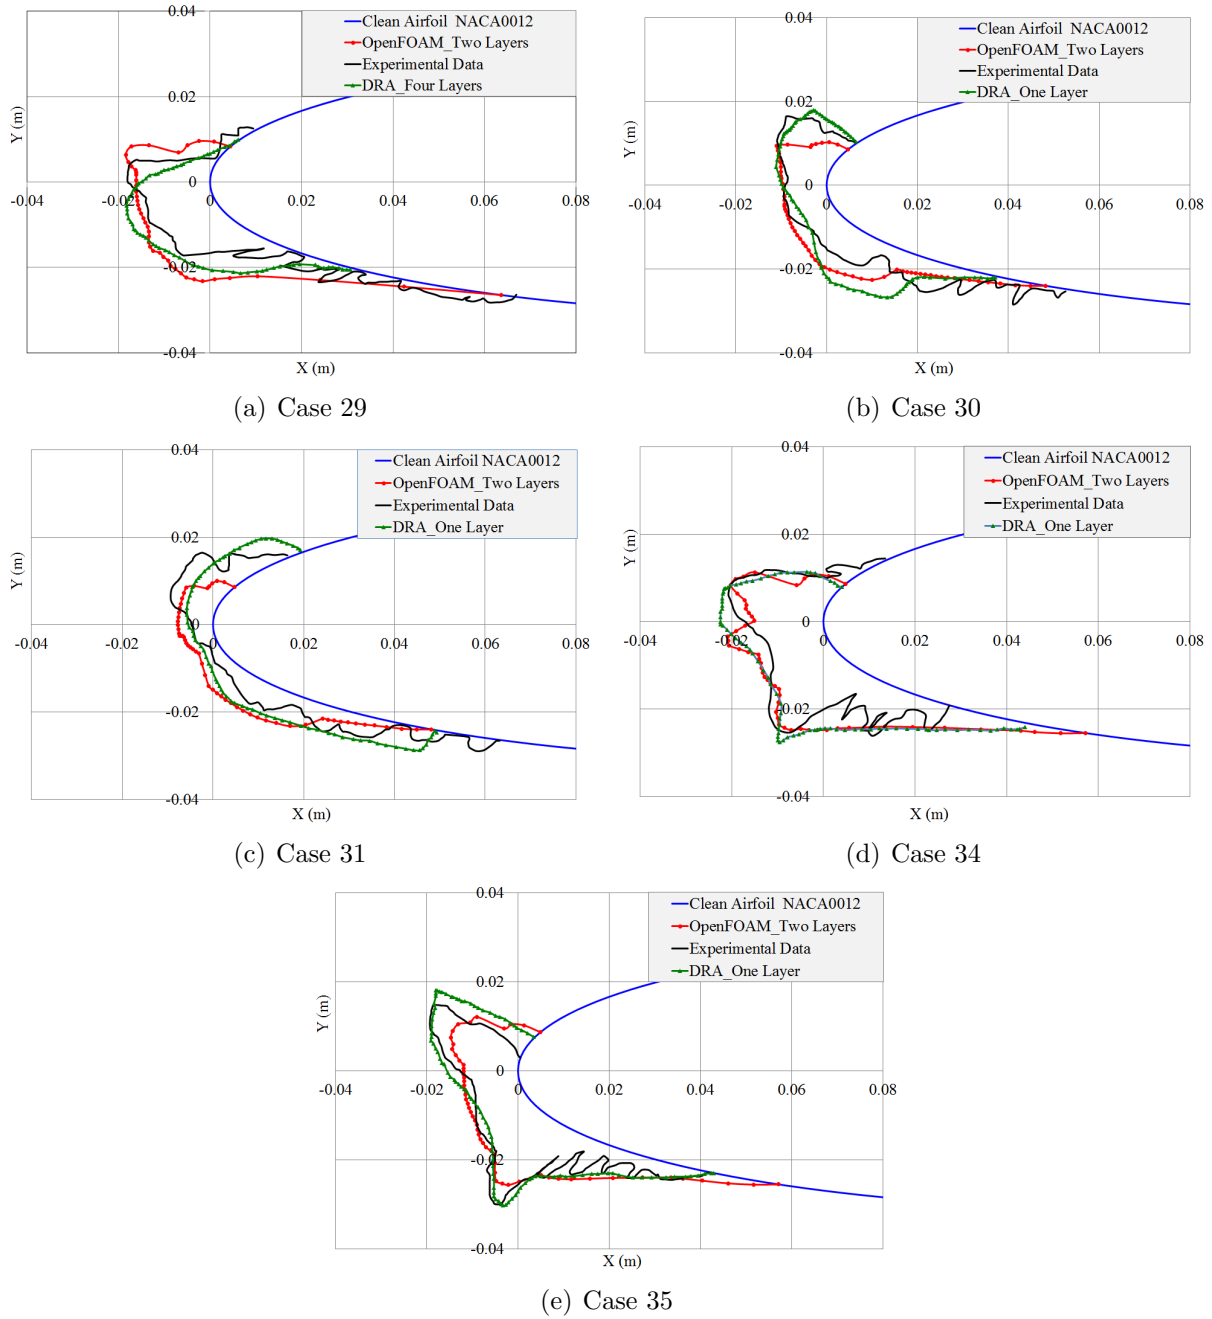 0.04
Clean Airfoil NACA0012
OpenFOAM_Two Layers
Experimental Data
DRA_Four Layers
0.02
Y (m)
0
-0.04
-0.02
0
0.02
0.04
0.06
0.08
-0.02
-0.04
X (m)
(a) Case 29
0.04
Clean Airfoil NACA0012
OpenFOAM_Two Layers
Experimental Data
DRA_One Layer
0.02
Y (m)
0
-0.04
-0.02
0
0.02
0.04
0.06
0.08
-0.02
-0.04
X (m)
(b) Case 30
0.04
Clean Airfoil NACA0012
OpenFOAM_Two Layers
Experimental Data
DRA_One Layer
0.02
Y (m)
0
-0.04
-0.02
0
0.02
0.04
0.06
0.08
-0.02
-0.04
X (m)
(c) Case 31
0.04
Clean Airfoil NACA0012
OpenFOAM_Two Layers
Experimental Data
DRA_One Layer
0.02
Y (m)
0
-0.04
-0.02
0
0.02
0.04
0.06
0.08
-0.02
-0.04
X (m)
(d) Case 34
0.04
Clean Airfoil NACA0012
OpenFOAM_Two Layers
Experimental Data
DRA_One Layer
0.02
Y (m)
0
-0.04
-0.02
0
0.02
0.04
0.06
0.08
-0.02
-0.04
X (m)
(e) Case 35